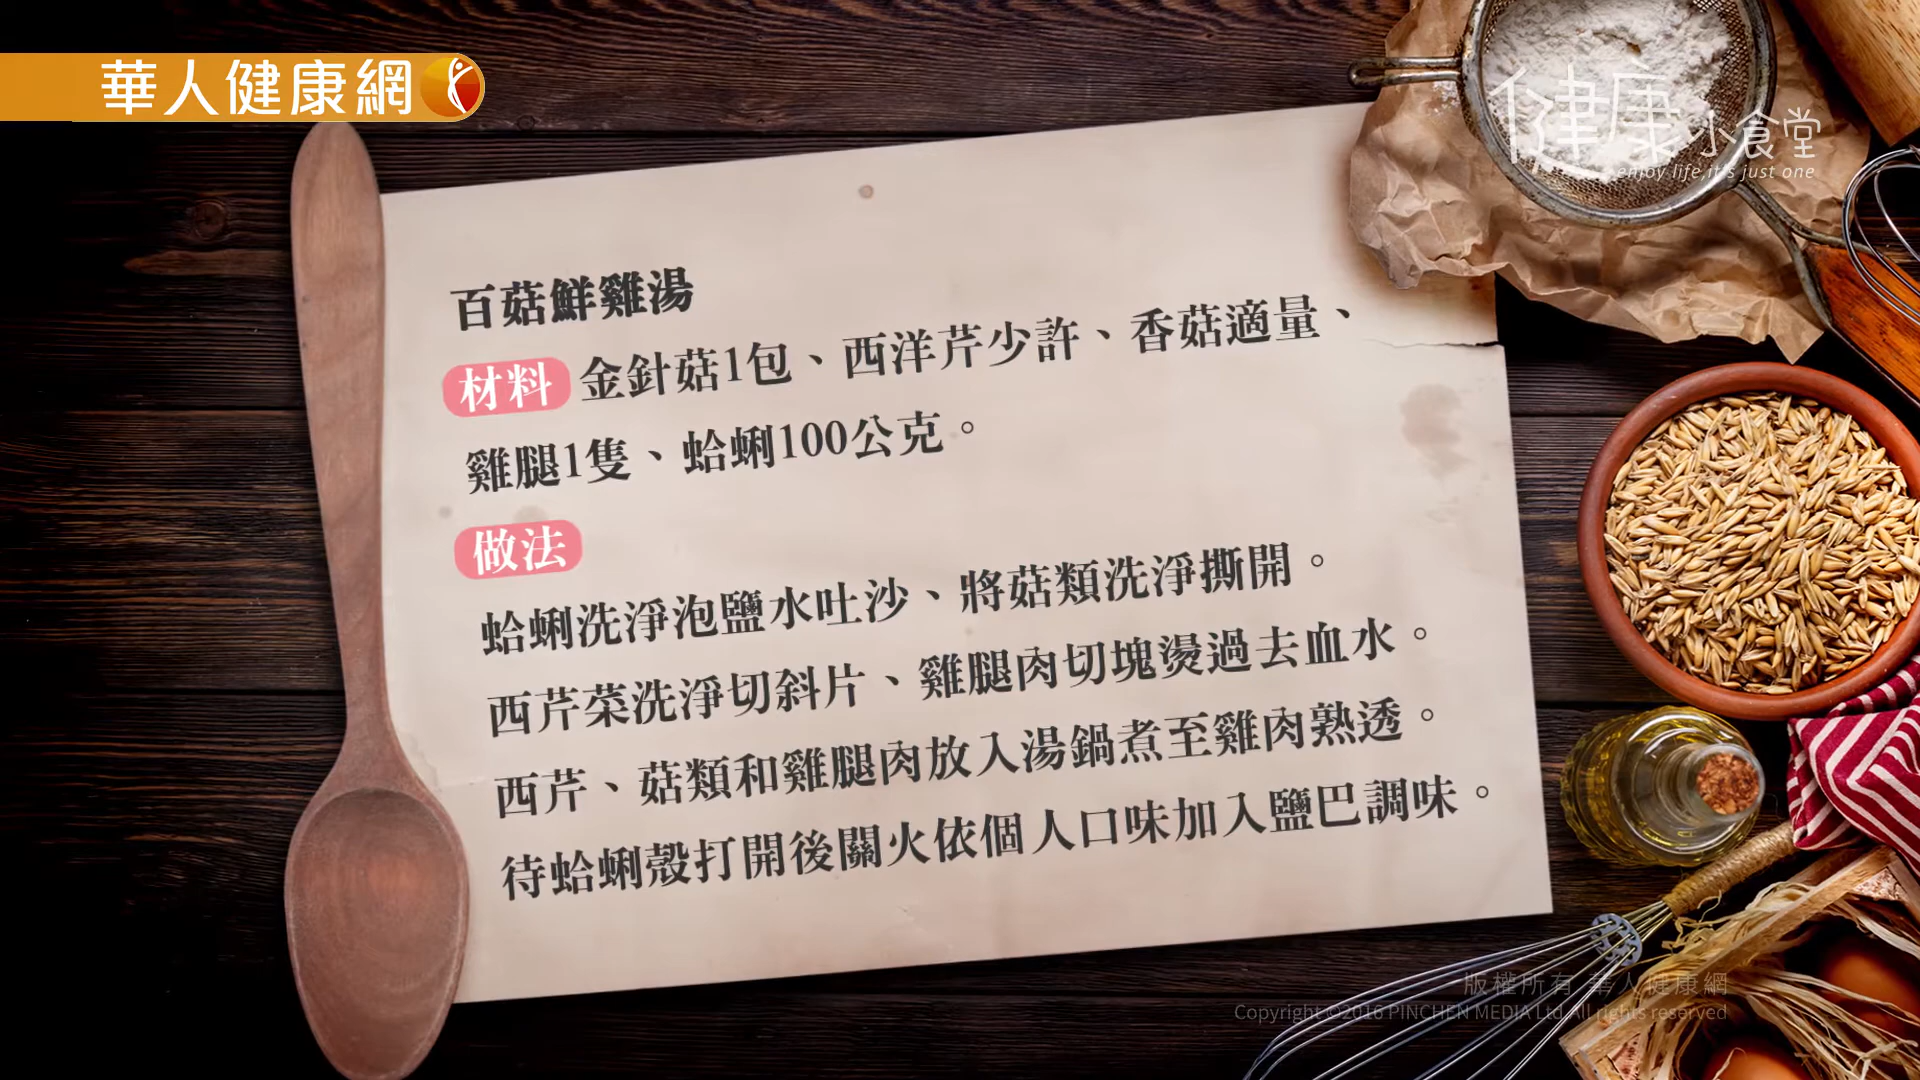 華人健康網
健康小食堂
enjoy life,it's just one
百菇鮮雞湯
材料 金針菇1包、西洋芹少許、香菇適量、
雞腿1隻、蛤蜊100公克。
做法
蛤蜊洗淨泡鹽水吐沙、將菇類洗淨撕開。
西芹菜洗淨切斜片、雞腿肉切塊燙過去血水。
西芹、菇類和雞腿肉放入湯鍋煮至雞肉熟透。
待蛤蜊殼打開後關火依個人口味加入鹽巴調味。
版權所有 華人健康網
Copyright ©2016 PINCHEN MEDIA Ltd All rights reserved